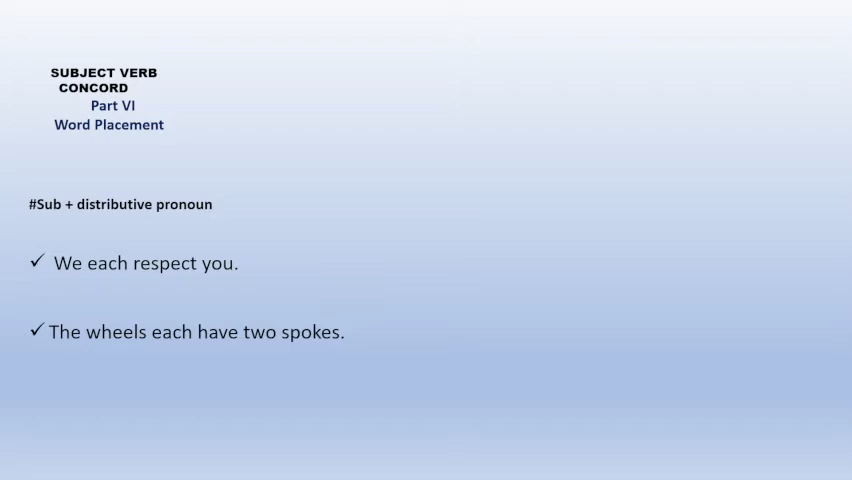 SUBJECT VERB
CONCORD
Part VI
Word Placement
#Sub + distributive pronoun
✓ We each respect you.
✓ The wheels each have two spokes.